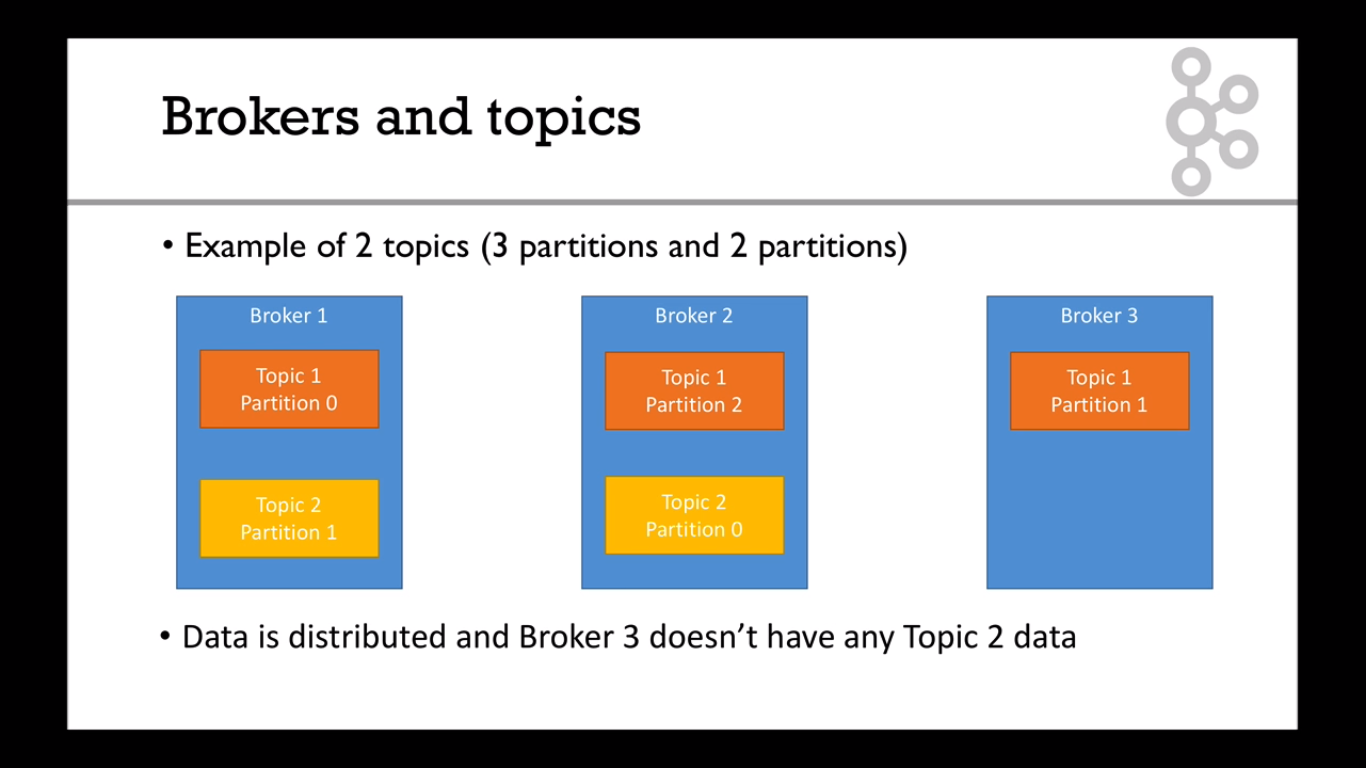 Brokers and topics
• Example of 2 topics (3 partitions and 2 partitions)
Broker 1
Topic 1
Partition 0
Topic 2
Partition 1
Broker 2
Topic 1
Partition 2
Topic 2
Partition 0
Broker 3
Topic 1
Partition 1
• Data is distributed and Broker 3 doesn’t have any Topic 2 data